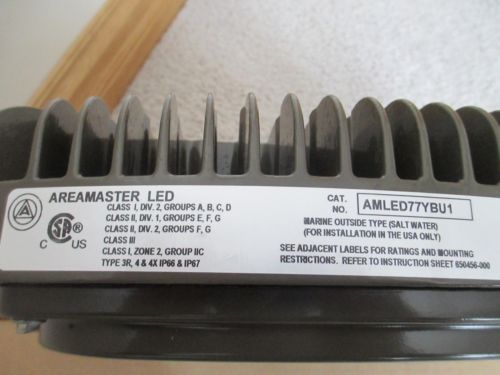 AREAMASTER LED
CLASS I, DIV. 2, GROUPS A, B, C, D
CLASS II, DIV. 1, GROUPS E, F, G
CLASS II, DIV. 2, GROUPS F, G
CLASS III
CLASS I, ZONE 2, GROUP IIC
TYPE 3R, 4 & 4X IP66 & IP67
A
C SA US
CAT. NO. AMLED77YBU1
MARINE OUTSIDE TYPE (SALT WATER)
(FOR INSTALLATION IN THE USA ONLY)
SEE ADJACENT LABELS FOR RATINGS AND MOUNTING
RESTRICTIONS. REFER TO INSTRUCTION SHEET 650456-000